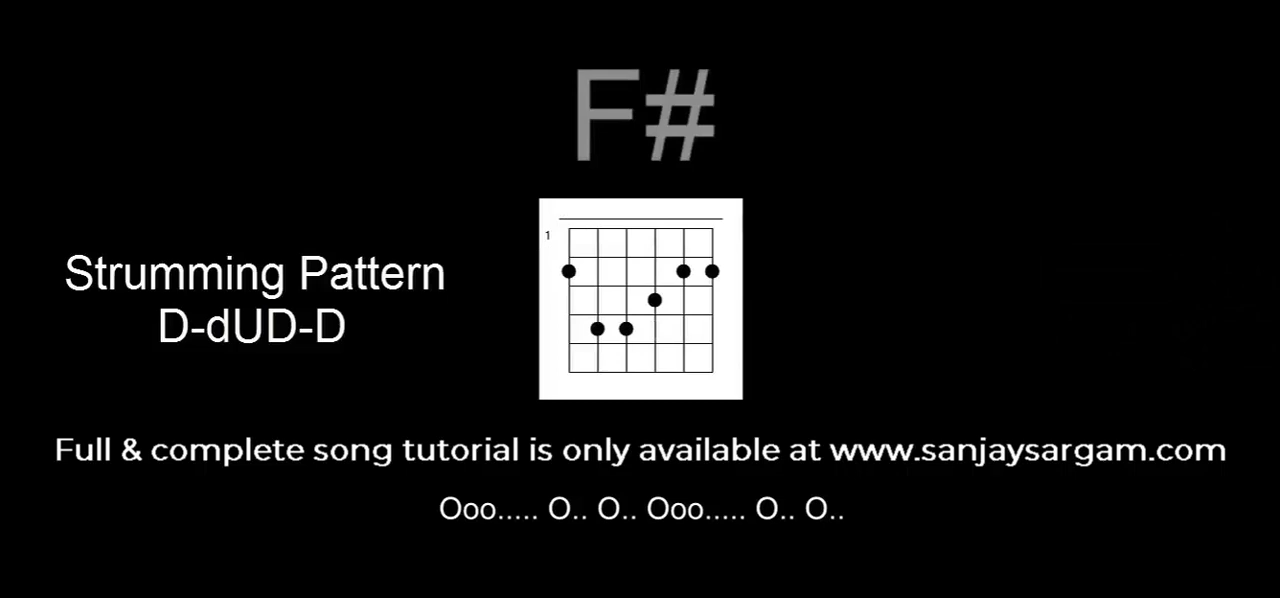 F#
1
Strumming Pattern
D-dUD-D
Full & complete song tutorial is only available at www.sanjaysargam.com
Ooo..... O.. O.. Ooo..... O.. O..